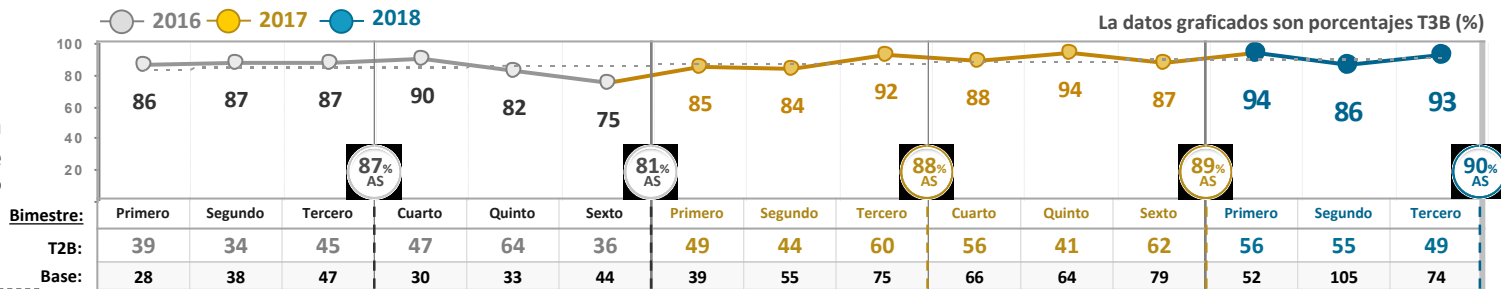 2016 2017 2018 La datos graficados son porcentajes T3B (%)
100
80
60
40
20
86 87 87 90 82 75 85 84 92 88 94 87 94 86 93
87% AS 81% AS 88% AS 89% AS 90% AS
Bimestre: Primero Segundo Tercero Cuarto Quinto Sexto Primero Segundo Tercero Cuarto Quinto Sexto Primero Segundo Tercero
T2B: 39 34 45 47 64 36 49 44 60 56 41 62 56 55 49
Base: 28 38 47 30 33 44 39 55 75 66 64 79 52 105 74